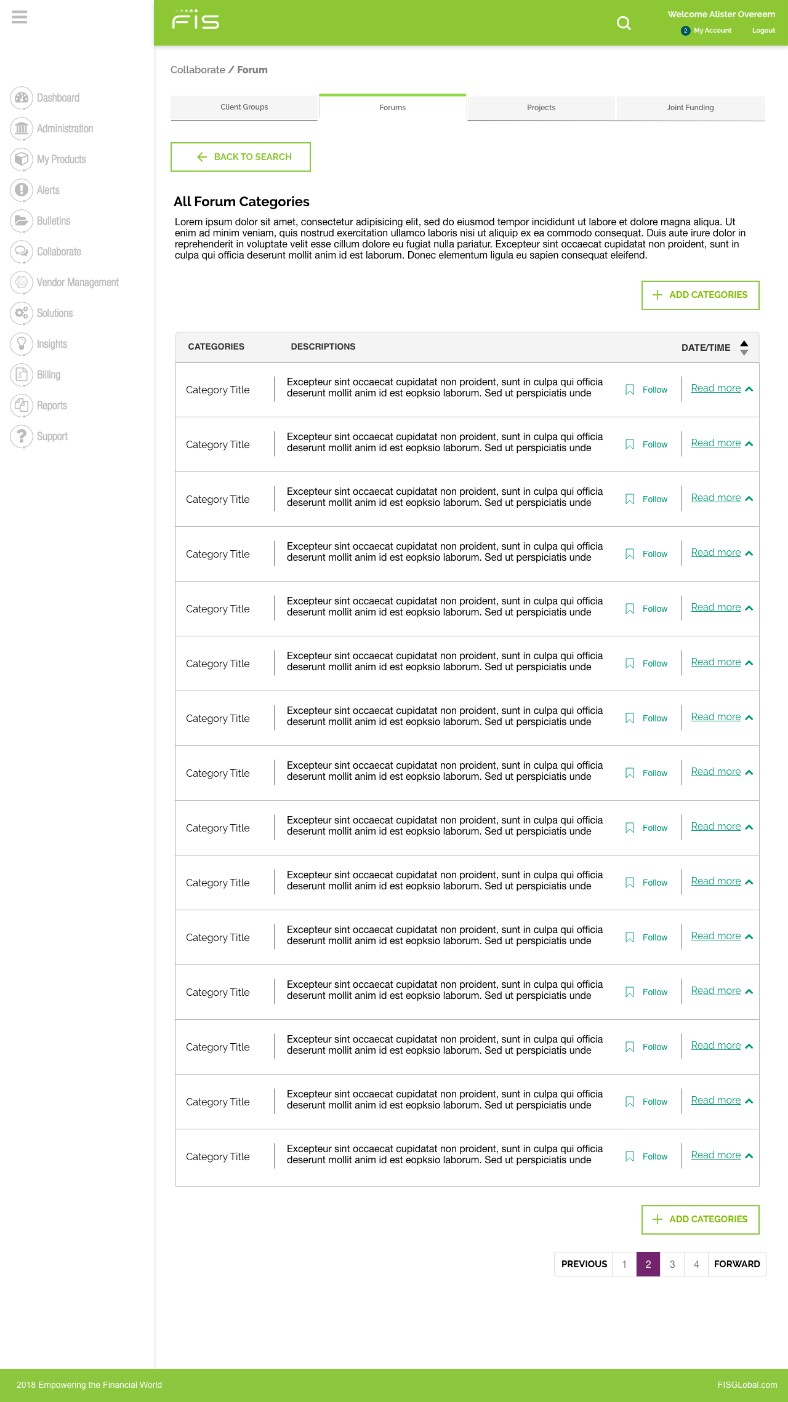 FIS
Welcome Alister Overeem
2 My Account Logout
Dashboard
Administration
My Products
Alerts
Bulletins
Collaborate
Vendor Management
Solutions
Insights
Billing
Reports
Support
Collaborate / Forum
Client Groups Forums Projects Joint Funding
BACK TO SEARCH
All Forum Categories
Lorem ipsum dolor sit amet, consectetur adipisicing elit, sed do eiusmod tempor incididunt ut labore et dolore magna aliqua. Ut
enim ad minim veniam, quis nostrud exercitation ullamco laboris nisi ut aliquip ex ea commodo consequat. Duis aute irure dolor in
reprehenderit in voluptate velit esse cillum dolore eu fugiat nulla pariatur. Excepteur sint occaecat cupidatat non proident, sunt in
culpa qui officia deserunt mollit anim id est laborum. Donec elementum ligula eu sapien consequat eleifend.
ADD CATEGORIES
CATEGORIES DESCRIPTIONS DATE/TIME
Category Title Excepteur sint occaecat cupidatat non proident, sunt in culpa qui officia Follow Read more
deserunt mollit anim id est eopksio laborum. Sed ut perspiciatis unde
Category Title Excepteur sint occaecat cupidatat non proident, sunt in culpa qui officia Follow Read more
deserunt mollit anim id est eopksio laborum. Sed ut perspiciatis unde
Category Title Excepteur sint occaecat cupidatat non proident, sunt in culpa qui officia Follow Read more
deserunt mollit anim id est eopksio laborum. Sed ut perspiciatis unde
Category Title Excepteur sint occaecat cupidatat non proident, sunt in culpa qui officia Follow Read more
deserunt mollit anim id est eopksio laborum. Sed ut perspiciatis unde
Category Title Excepteur sint occaecat cupidatat non proident, sunt in culpa qui officia Follow Read more
deserunt mollit anim id est eopksio laborum. Sed ut perspiciatis unde
Category Title Excepteur sint occaecat cupidatat non proident, sunt in culpa qui officia Follow Read more
deserunt mollit anim id est eopksio laborum. Sed ut perspiciatis unde
Category Title Excepteur sint occaecat cupidatat non proident, sunt in culpa qui officia Follow Read more
deserunt mollit anim id est eopksio laborum. Sed ut perspiciatis unde
Category Title Excepteur sint occaecat cupidatat non proident, sunt in culpa qui officia Follow Read more
deserunt mollit anim id est eopksio laborum. Sed ut perspiciatis unde
Category Title Excepteur sint occaecat cupidatat non proident, sunt in culpa qui officia Follow Read more
deserunt mollit anim id est eopksio laborum. Sed ut perspiciatis unde
Category Title Excepteur sint occaecat cupidatat non proident, sunt in culpa qui officia Follow Read more
deserunt mollit anim id est eopksio laborum. Sed ut perspiciatis unde
Category Title Excepteur sint occaecat cupidatat non proident, sunt in culpa qui officia Follow Read more
deserunt mollit anim id est eopksio laborum. Sed ut perspiciatis unde
Category Title Excepteur sint occaecat cupidatat non proident, sunt in culpa qui officia Follow Read more
deserunt mollit anim id est eopksio laborum. Sed ut perspiciatis unde
Category Title Excepteur sint occaecat cupidatat non proident, sunt in culpa qui officia Follow Read more
deserunt mollit anim id est eopksio laborum. Sed ut perspiciatis unde
Category Title Excepteur sint occaecat cupidatat non proident, sunt in culpa qui officia Follow Read more
deserunt mollit anim id est eopksio laborum. Sed ut perspiciatis unde
Category Title Excepteur sint occaecat cupidatat non proident, sunt in culpa qui officia Follow Read more
deserunt mollit anim id est eopksio laborum. Sed ut perspiciatis unde
ADD CATEGORIES
PREVIOUS 1 2 3 4 FORWARD
2018 Empowering the Financial World FISGLobal.com